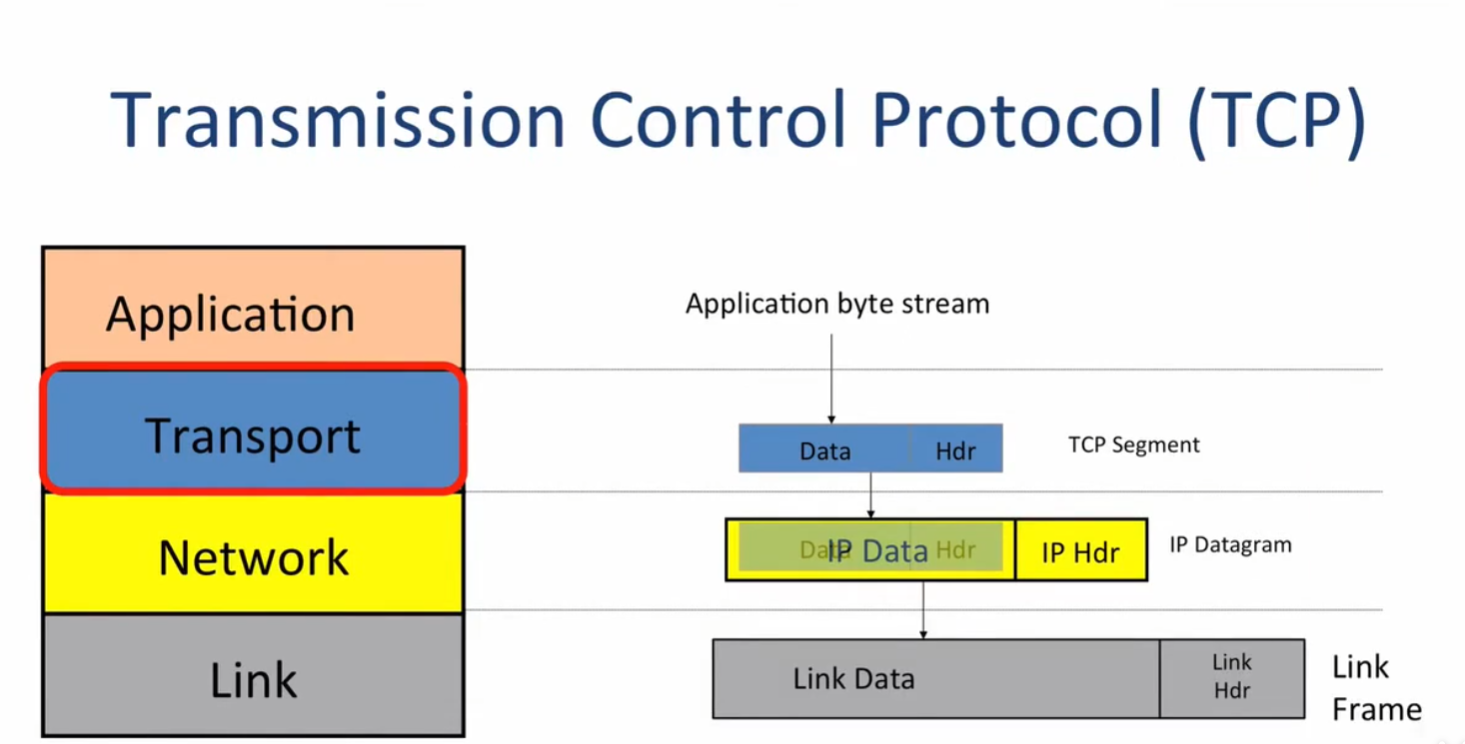 Transmission Control Protocol (TCP)
Application
Application byte stream
Transport
Data Hdr
TCP Segment
Network
Data Hdr
IP Data
IP Hdr
IP Datagram
Link
Link Data
Link
Hdr
Link
Frame